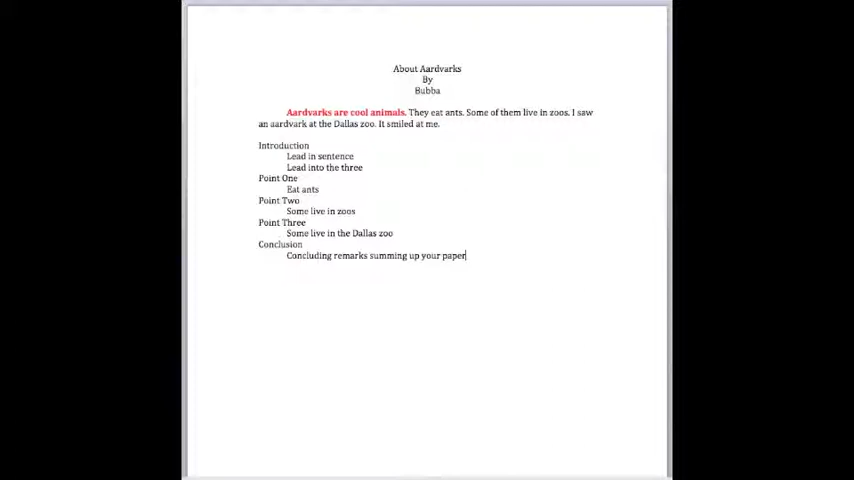 About Aardvarks
By
Bubba
Aardvarks are cool animals. They eat ants. Some of them live in zoos. I saw
an aardvark at the Dallas zoo. It smiled at me.
Introduction
Lead in sentence
Lead into the three
Point One
Eat ants
Point Two
Some live in zoos
Point Three
Some live in the Dallas zoo
Conclusion
Concluding remarks summing up your paper